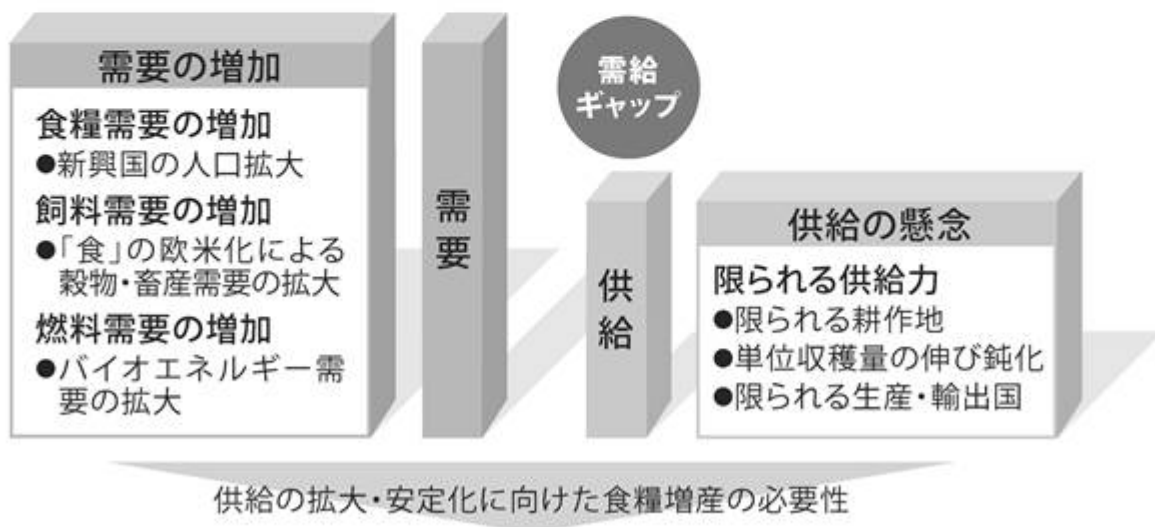 需要の増加
食糧需要の増加
●新興国の人口拡大
飼料需要の増加
●「食」の欧米化による
穀物・畜産需要の拡大
燃料需要の増加
●バイオエネルギー需
要の拡大
需要
需給
ギャップ
供給
供給の懸念
限られる供給力
●限られる耕作地
●単位収穫量の伸び鈍化
●限られる生産・輸出国
供給の拡大・安定化に向けた食糧増産の必要性